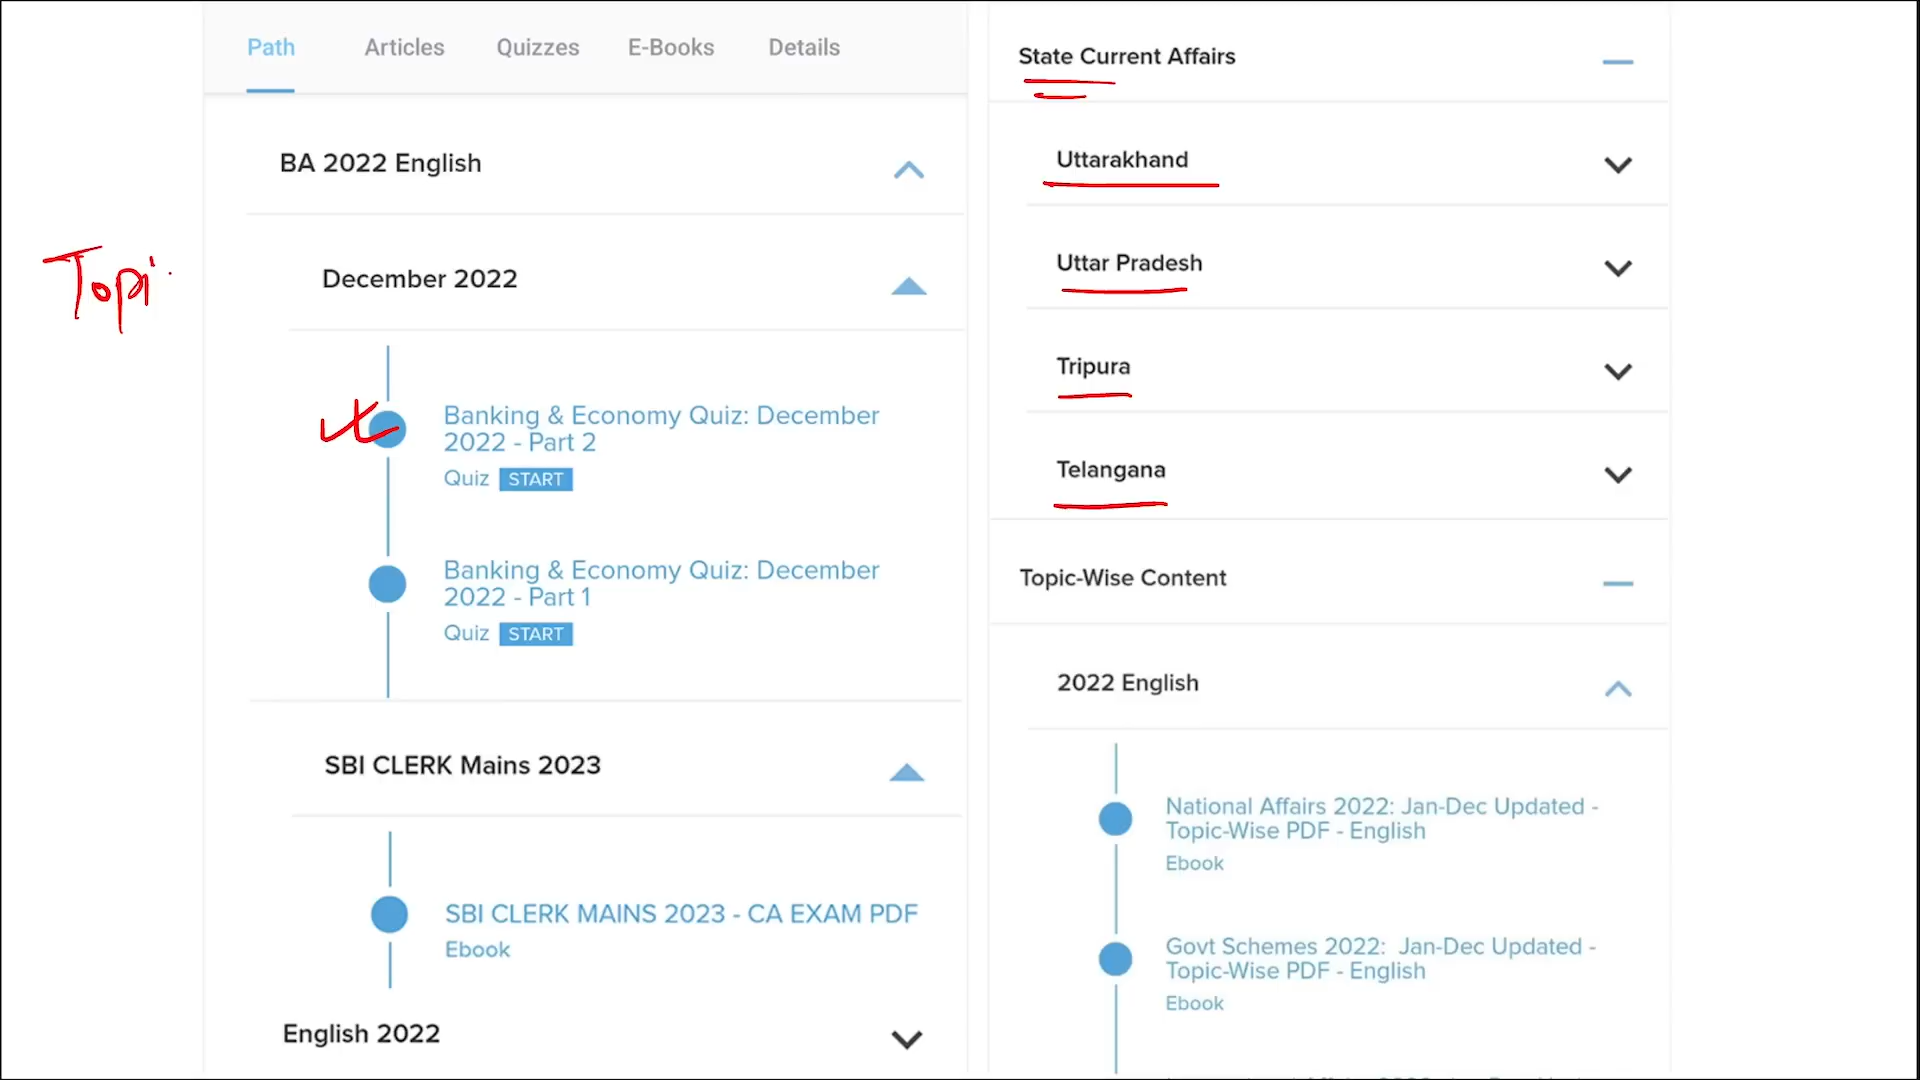 Path Articles Quizzes E-Books Details
BA 2022 English
December 2022
Topi
Banking & Economy Quiz: December
2022 - Part 2
Quiz START
Banking & Economy Quiz: December
2022 - Part 1
Quiz START
SBI CLERK Mains 2023
SBI CLERK MAINS 2023 - CA EXAM PDF
Ebook
English 2022
State Current Affairs
Uttarakhand
Uttar Pradesh
Tripura
Telangana
Topic-Wise Content
2022 English
National Affairs 2022: Jan-Dec Updated -
Topic-Wise PDF - English
Ebook
Govt Schemes 2022: Jan-Dec Updated -
Topic-Wise PDF - English
Ebook